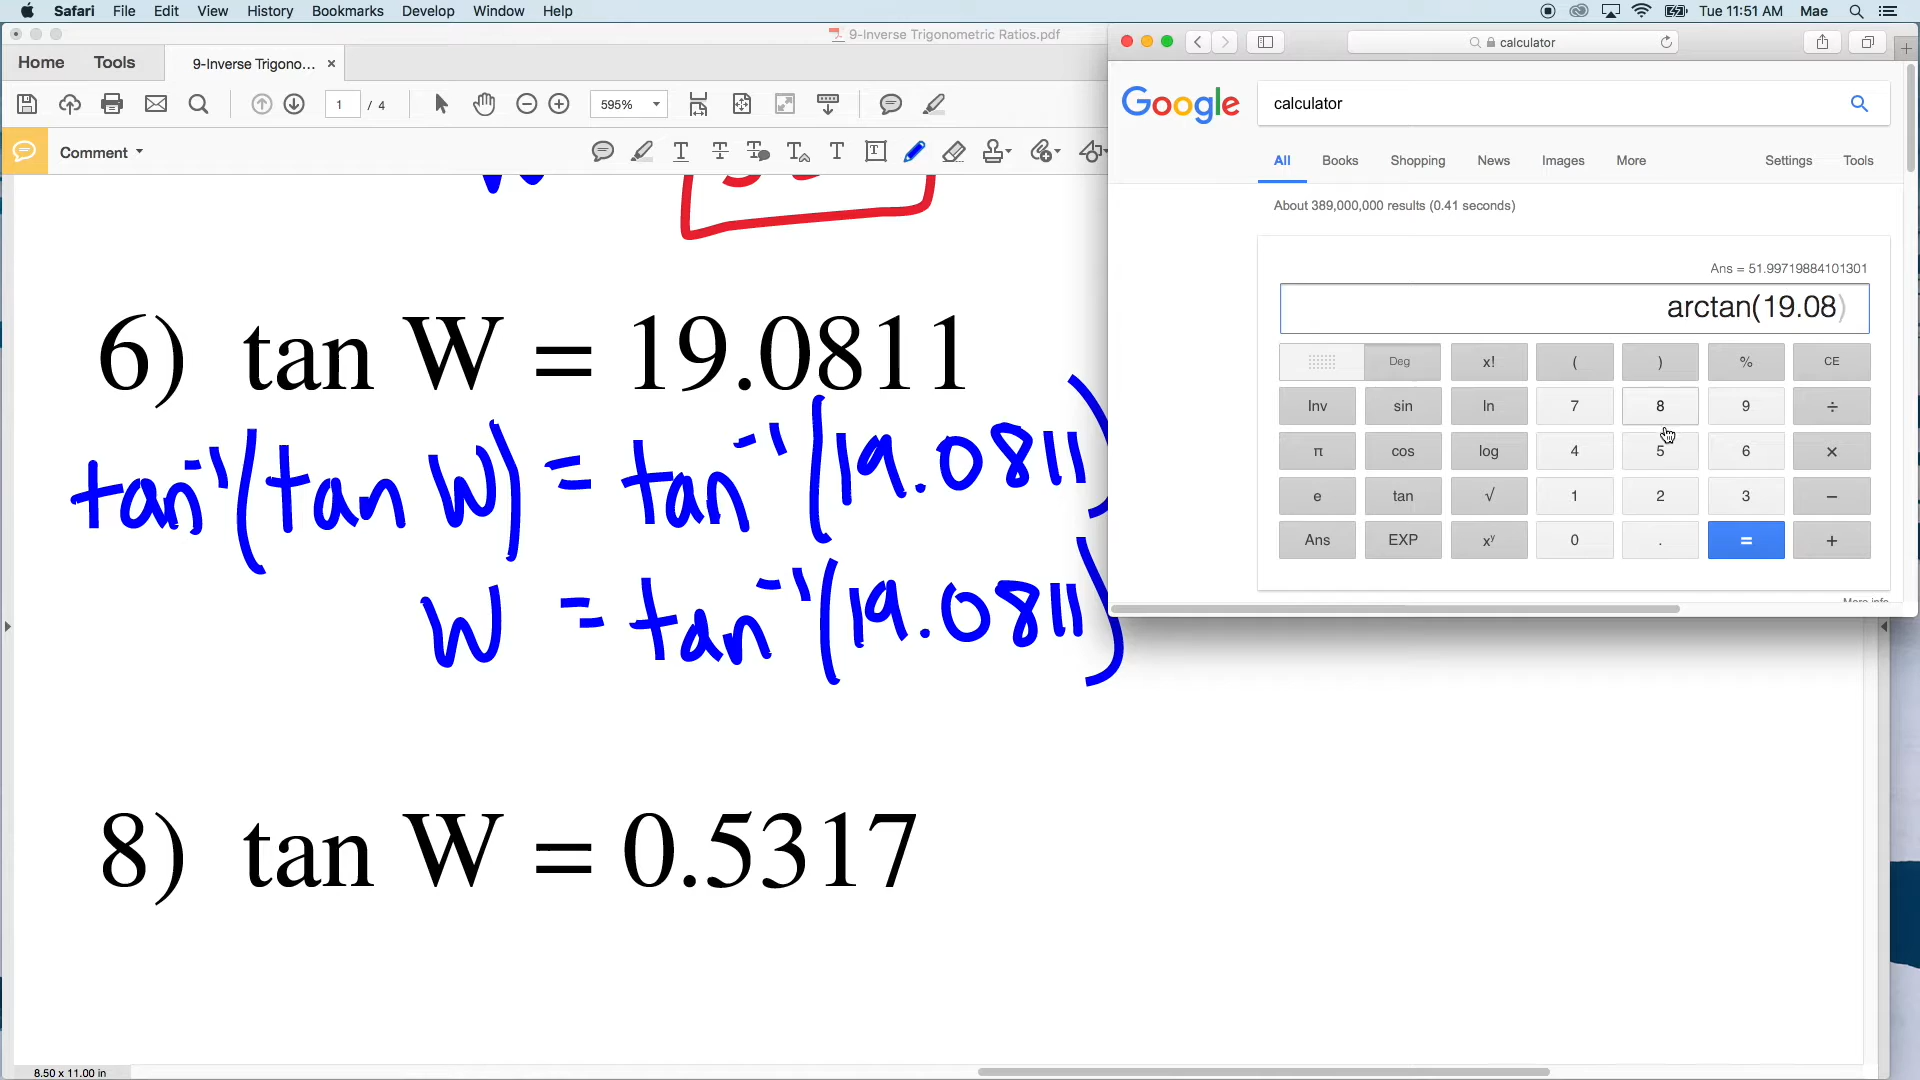 Safari File Edit View History Bookmarks Develop Window Help Tue 11:51 AM Mae
9-Inverse Trigonometric Ratios.pdf
Home Tools 9-Inverse Trigono... ×
1 / 4 595%
Comment
calculator
Google calculator
All Books Shopping News Images More Settings Tools
About 389,000,000 results (0.41 seconds)
Ans = 51.99719884101301
arctan(19.08)
Deg x! ( ) % CE
Inv sin ln 7 8 9 ÷
π cos log 4 5 6 ×
e tan √ 1 2 3 −
Ans EXP xʸ 0 . = +
More info
6) tan W = 19.0811
tan⁻¹(tan W) = tan⁻¹(19.0811)
W = tan⁻¹(19.0811)
8) tan W = 0.5317
8.50 x 11.00 in